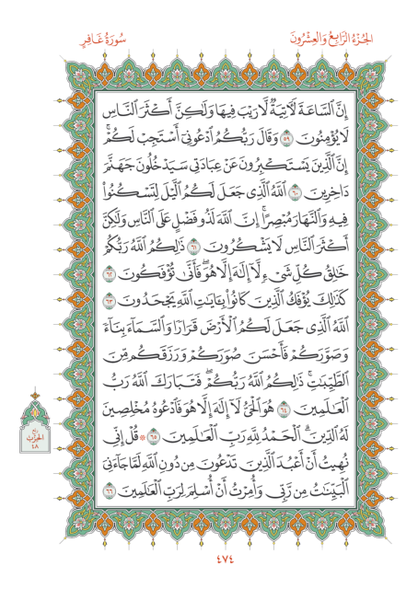 سُورَةُ غَافِرٍ
الجُزْءُ الرَّابِعُ وَالعِشْرُونَ
إِنَّ ٱلسَّاعَةَ لَأٓتِيَةٌ لَّا رَيْبَ فِيهَا وَلَٰكِنَّ أَكْثَرَ ٱلنَّاسِ
لَا يُؤْمِنُونَ ٥٩ وَقَالَ رَبُّكُمُ ٱدْعُونِيٓ أَسْتَجِبْ لَكُمْۚ
إِنَّ ٱلَّذِينَ يَسْتَكْبِرُونَ عَنْ عِبَادَتِي سَيَدْخُلُونَ جَهَنَّمَ
دَاخِرِينَ ٦٠ ٱللَّهُ ٱلَّذِي جَعَلَ لَكُمُ ٱلَّيْلَ لِتَسْكُنُوا۟
فِيهِ وَٱلنَّهَارَ مُبْصِرًاۚ إِنَّ ٱللَّهَ لَذُو فَضْلٍ عَلَى ٱلنَّاسِ وَلَٰكِنَّ
أَكْثَرَ ٱلنَّاسِ لَا يَشْكُرُونَ ٦١ ذَٰلِكُمُ ٱللَّهُ رَبُّكُمْ
خَٰلِقُ كُلِّ شَيْءٍ لَّآ إِلَٰهَ إِلَّا هُوَۖ فَأَنَّىٰ تُؤْفَكُونَ ٦٢
كَذَٰلِكَ يُؤْفَكُ ٱلَّذِينَ كَانُوا۟ بِـَٔايَٰتِ ٱللَّهِ يَجْحَدُونَ ٦٣
ٱللَّهُ ٱلَّذِي جَعَلَ لَكُمُ ٱلْأَرْضَ قَرَارًا وَٱلسَّمَآءَ بِنَآءً
وَصَوَّرَكُمْ فَأَحْسَنَ صُوَرَكُمْ وَرَزَقَكُم مِّنَ
ٱلطَّيِّبَٰتِۚ ذَٰلِكُمُ ٱللَّهُ رَبُّكُمْۖ فَتَبَارَكَ ٱللَّهُ رَبُّ
ٱلْعَٰلَمِينَ ٦٤ هُوَ ٱلْحَيُّ لَآ إِلَٰهَ إِلَّا هُوَ فَٱدْعُوهُ مُخْلِصِينَ
لَهُ ٱلدِّينَۗ ٱلْحَمْدُ لِلَّهِ رَبِّ ٱلْعَٰلَمِينَ ٦٥ ۞ قُلْ إِنِّي
نُهِيتُ أَنْ أَعْبُدَ ٱلَّذِينَ تَدْعُونَ مِن دُونِ ٱللَّهِ لَمَّا جَآءَنِيَ
ٱلْبَيِّنَٰتُ مِن رَّبِّي وَأُمِرْتُ أَنْ أُسْلِمَ لِرَبِّ ٱلْعَٰلَمِينَ ٦٦
الحِزْب
٤٨
٤٧٤